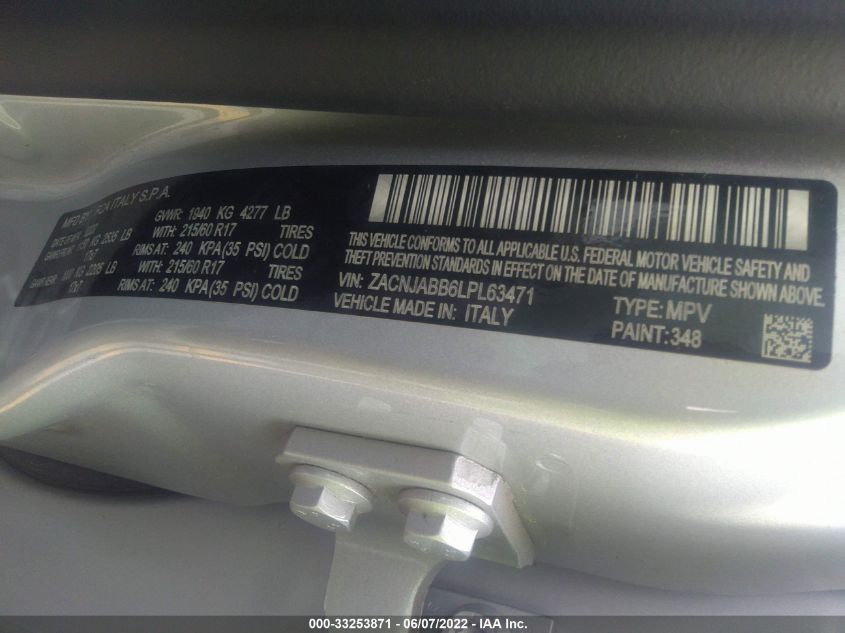 MFD BY: FCA ITALY S.P.A.
GVWR: 1940 KG 4277 LB
WITH: 215/60 R17 TIRES
RIMS AT: 240 KPA(35 PSI) COLD
WITH: 215/60 R17 TIRES
RIMS AT: 240 KPA(35 PSI) COLD
THIS VEHICLE CONFORMS TO ALL APPLICABLE U.S. FEDERAL MOTOR VEHICLE SAFETY AND
THEFT PREVENTION STANDARDS IN EFFECT ON THE DATE OF MANUFACTURE SHOWN ABOVE.
VIN: ZACNJABB6LPL63471
TYPE: MPV
VEHICLE MADE IN: ITALY
PAINT: 348
000-33253871 - 06/07/2022 - IAA Inc.